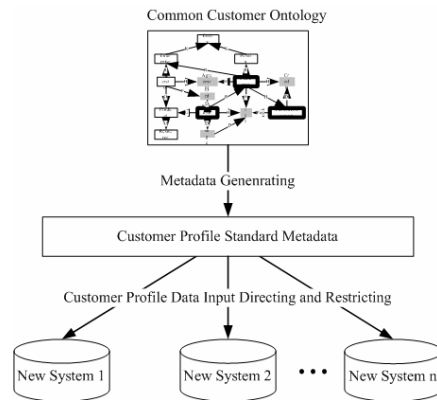 Common Customer Ontology
Metadata Genenrating
Customer Profile Standard Metadata
Customer Profile Data Input Directing and Restricting
New System 1
New System 2
New System n